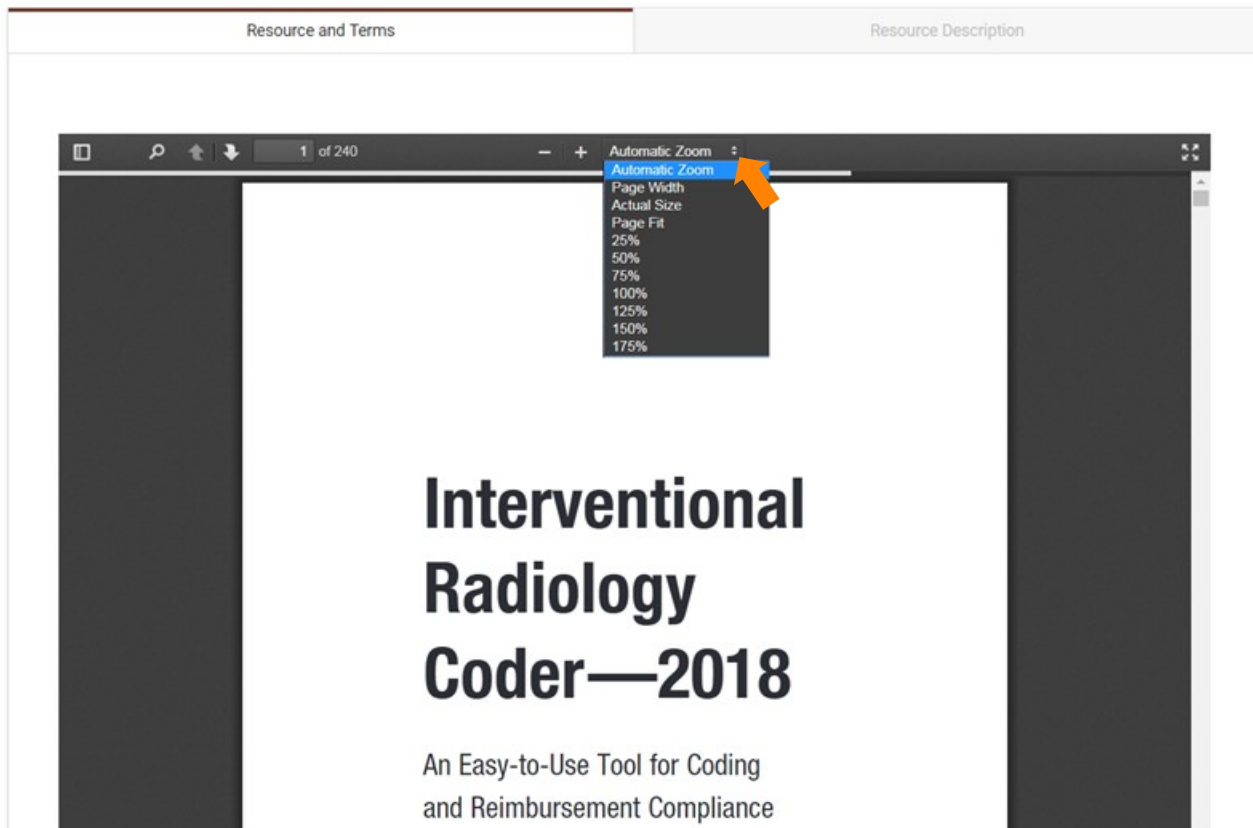 Resource and Terms
Resource Description
1 of 240
Automatic Zoom
Automatic Zoom
Page Width
Actual Size
Page Fit
25%
50%
75%
100%
125%
150%
175%
Interventional
Radiology
Coder—2018
An Easy-to-Use Tool for Coding
and Reimbursement Compliance